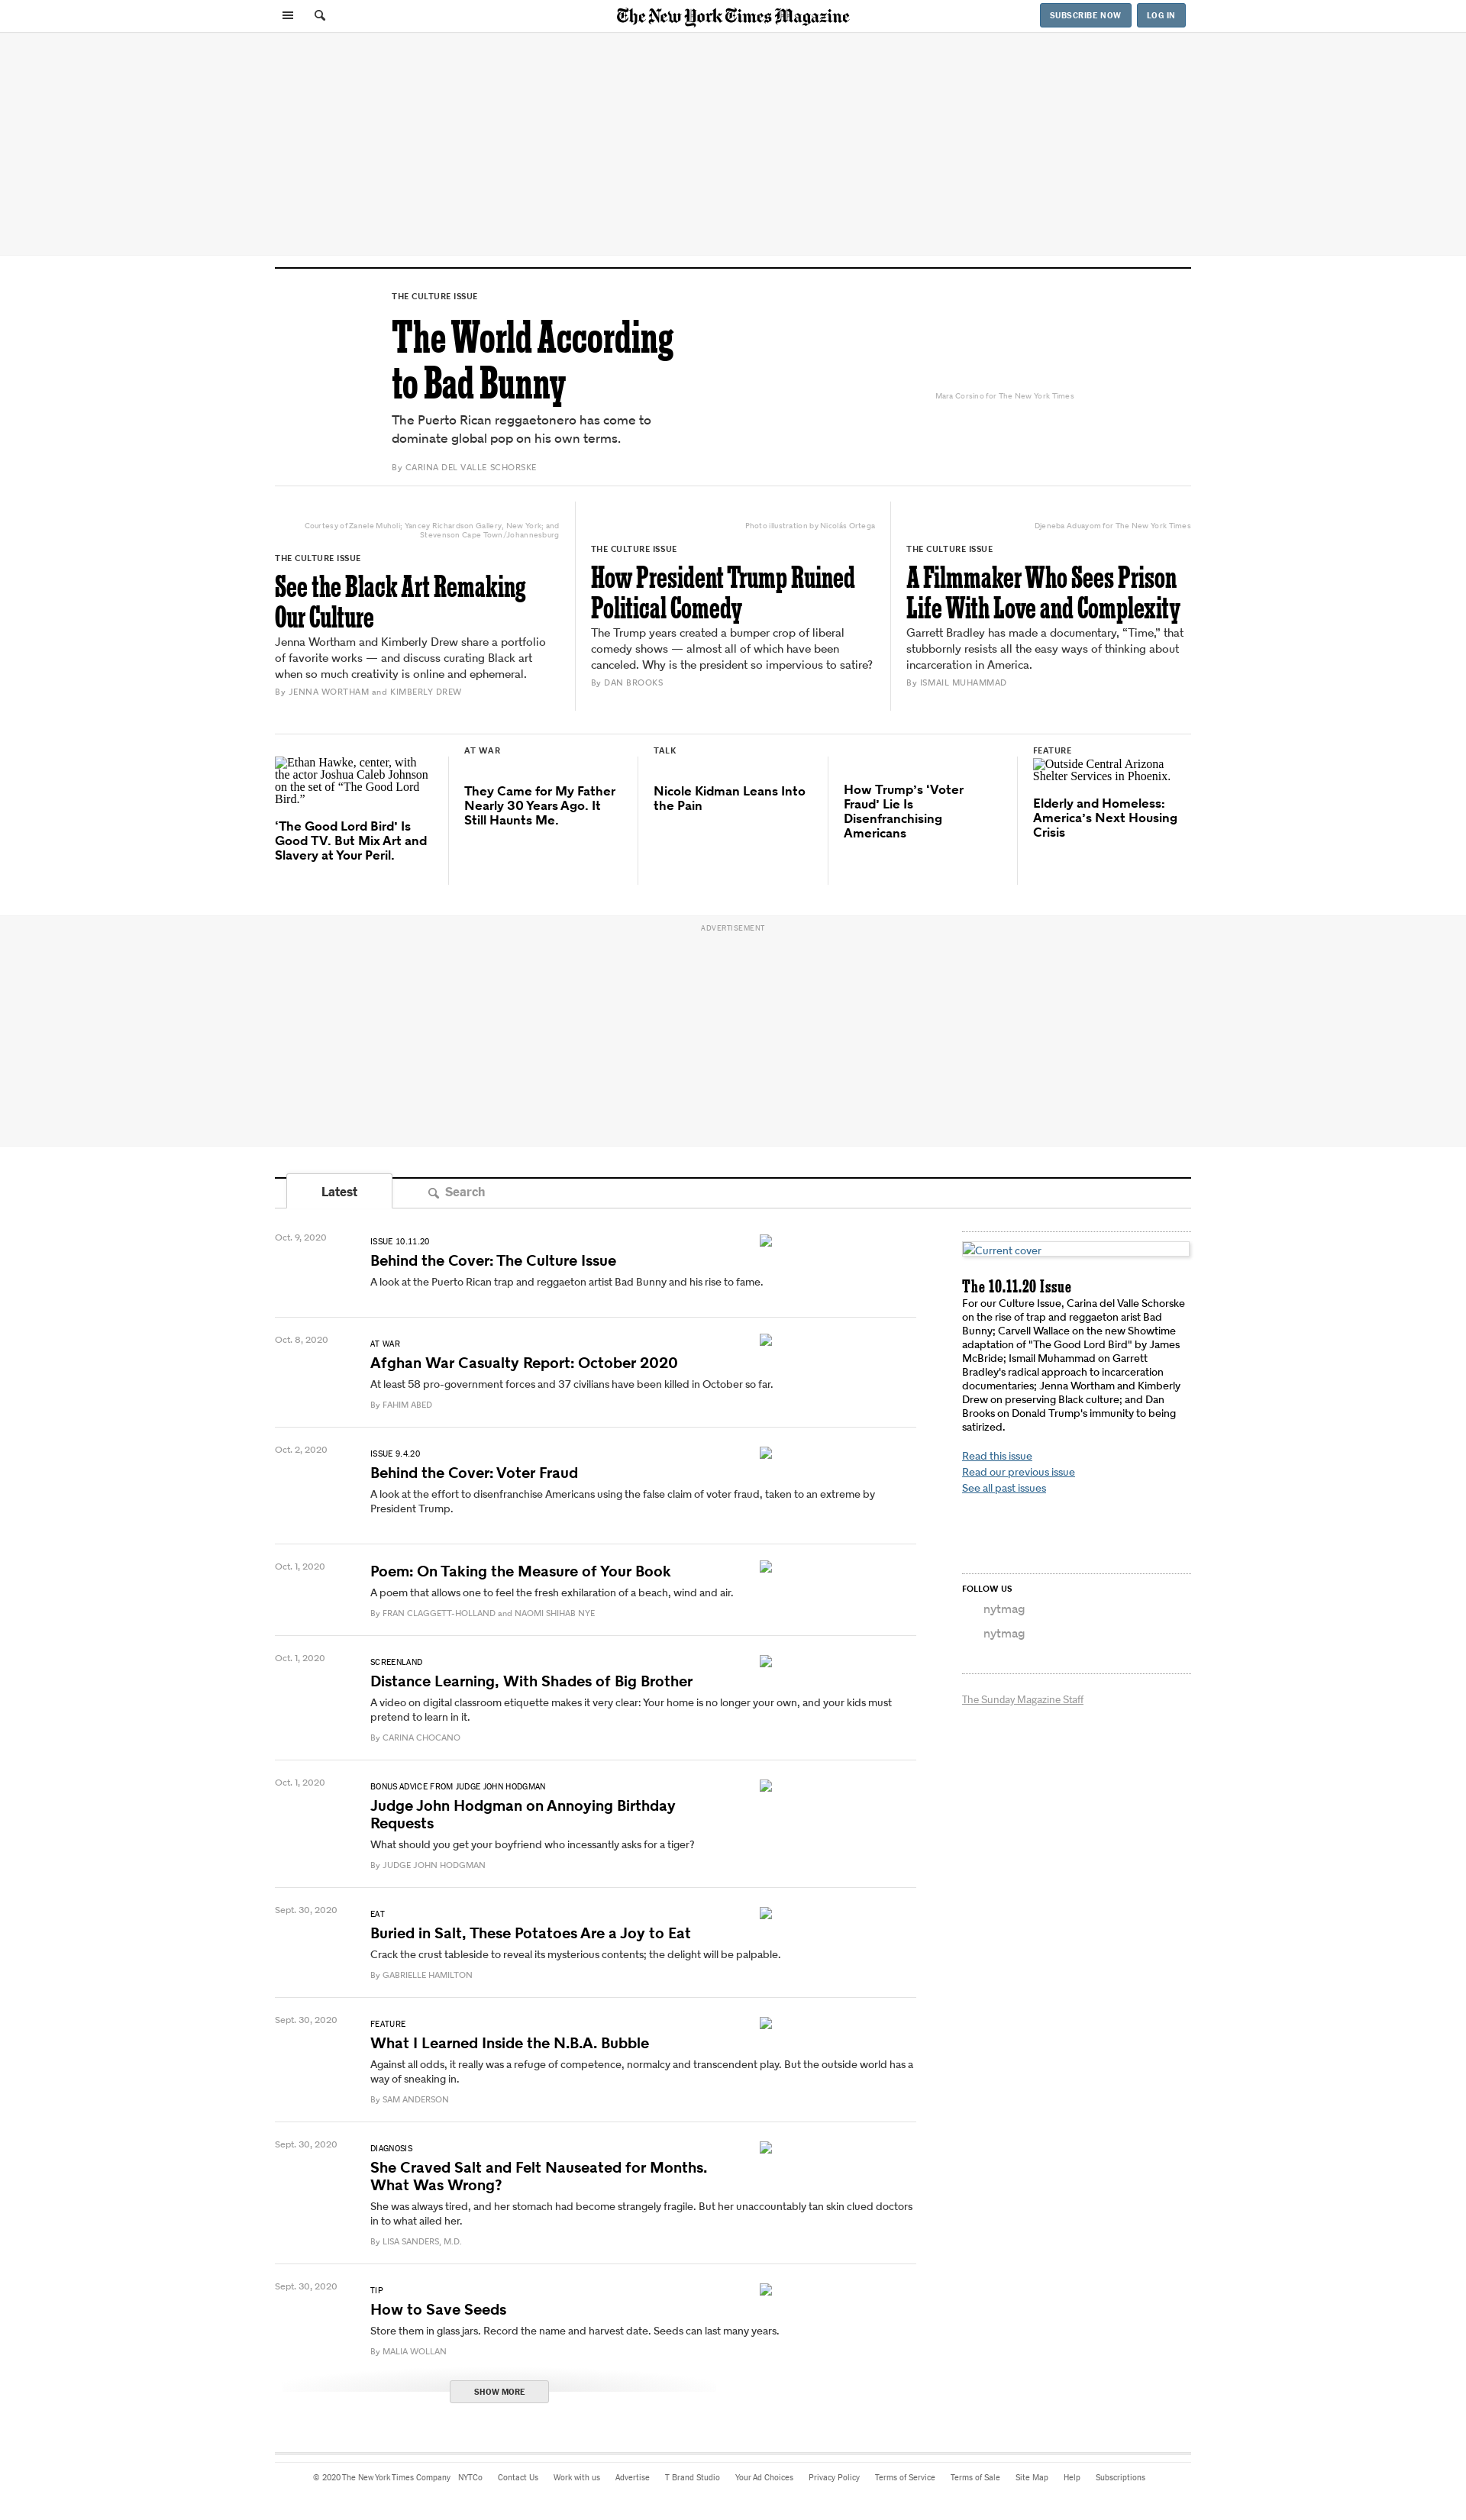 The New York Times Magazine
SUBSCRIBE NOW
LOG IN
THE CULTURE ISSUE
The World According
to Bad Bunny
The Puerto Rican reggaetonero has come to
dominate global pop on his own terms.
By CARINA DEL VALLE SCHORSKE
Mara Corsino for The New York Times
Courtesy of Zanele Muholi; Yancey Richardson Gallery, New York; and
Stevenson Cape Town/Johannesburg
THE CULTURE ISSUE
See the Black Art Remaking
Our Culture
Jenna Wortham and Kimberly Drew share a portfolio
of favorite works — and discuss curating Black art
when so much creativity is online and ephemeral.
By JENNA WORTHAM and KIMBERLY DREW
Photo illustration by Nicolás Ortega
THE CULTURE ISSUE
How President Trump Ruined
Political Comedy
The Trump years created a bumper crop of liberal
comedy shows — almost all of which have been
canceled. Why is the president so impervious to satire?
By DAN BROOKS
Djeneba Aduayom for The New York Times
THE CULTURE ISSUE
A Filmmaker Who Sees Prison
Life With Love and Complexity
Garrett Bradley has made a documentary, “Time,” that
stubbornly resists all the easy ways of thinking about
incarceration in America.
By ISMAIL MUHAMMAD
Ethan Hawke, center, with
the actor Joshua Caleb Johnson
on the set of “The Good Lord
Bird.”
‘The Good Lord Bird’ Is
Good TV. But Mix Art and
Slavery at Your Peril.
AT WAR
They Came for My Father
Nearly 30 Years Ago. It
Still Haunts Me.
TALK
Nicole Kidman Leans Into
the Pain
How Trump’s ‘Voter
Fraud’ Lie Is
Disenfranchising
Americans
FEATURE
Outside Central Arizona
Shelter Services in Phoenix.
Elderly and Homeless:
America’s Next Housing
Crisis
ADVERTISEMENT
Latest
Search
Oct. 9, 2020
ISSUE 10.11.20
Behind the Cover: The Culture Issue
A look at the Puerto Rican trap and reggaeton artist Bad Bunny and his rise to fame.
Oct. 8, 2020
AT WAR
Afghan War Casualty Report: October 2020
At least 58 pro-government forces and 37 civilians have been killed in October so far.
By FAHIM ABED
Oct. 2, 2020
ISSUE 9.4.20
Behind the Cover: Voter Fraud
A look at the effort to disenfranchise Americans using the false claim of voter fraud, taken to an extreme by
President Trump.
Oct. 1, 2020
Poem: On Taking the Measure of Your Book
A poem that allows one to feel the fresh exhilaration of a beach, wind and air.
By FRAN CLAGGETT-HOLLAND and NAOMI SHIHAB NYE
Oct. 1, 2020
SCREENLAND
Distance Learning, With Shades of Big Brother
A video on digital classroom etiquette makes it very clear: Your home is no longer your own, and your kids must
pretend to learn in it.
By CARINA CHOCANO
Oct. 1, 2020
BONUS ADVICE FROM JUDGE JOHN HODGMAN
Judge John Hodgman on Annoying Birthday
Requests
What should you get your boyfriend who incessantly asks for a tiger?
By JUDGE JOHN HODGMAN
Sept. 30, 2020
EAT
Buried in Salt, These Potatoes Are a Joy to Eat
Crack the crust tableside to reveal its mysterious contents; the delight will be palpable.
By GABRIELLE HAMILTON
Sept. 30, 2020
FEATURE
What I Learned Inside the N.B.A. Bubble
Against all odds, it really was a refuge of competence, normalcy and transcendent play. But the outside world has a
way of sneaking in.
By SAM ANDERSON
Sept. 30, 2020
DIAGNOSIS
She Craved Salt and Felt Nauseated for Months.
What Was Wrong?
She was always tired, and her stomach had become strangely fragile. But her unaccountably tan skin clued doctors
in to what ailed her.
By LISA SANDERS, M.D.
Sept. 30, 2020
TIP
How to Save Seeds
Store them in glass jars. Record the name and harvest date. Seeds can last many years.
By MALIA WOLLAN
SHOW MORE
Current cover
The 10.11.20 Issue
For our Culture Issue, Carina del Valle Schorske
on the rise of trap and reggaeton arist Bad
Bunny; Carvell Wallace on the new Showtime
adaptation of "The Good Lord Bird" by James
McBride; Ismail Muhammad on Garrett
Bradley's radical approach to incarceration
documentaries; Jenna Wortham and Kimberly
Drew on preserving Black culture; and Dan
Brooks on Donald Trump's immunity to being
satirized.
Read this issue
Read our previous issue
See all past issues
FOLLOW US
nytmag
nytmag
The Sunday Magazine Staff
© 2020 The New York Times Company NYTCo Contact Us Work with us Advertise T Brand Studio Your Ad Choices Privacy Policy Terms of Service Terms of Sale Site Map Help Subscriptions